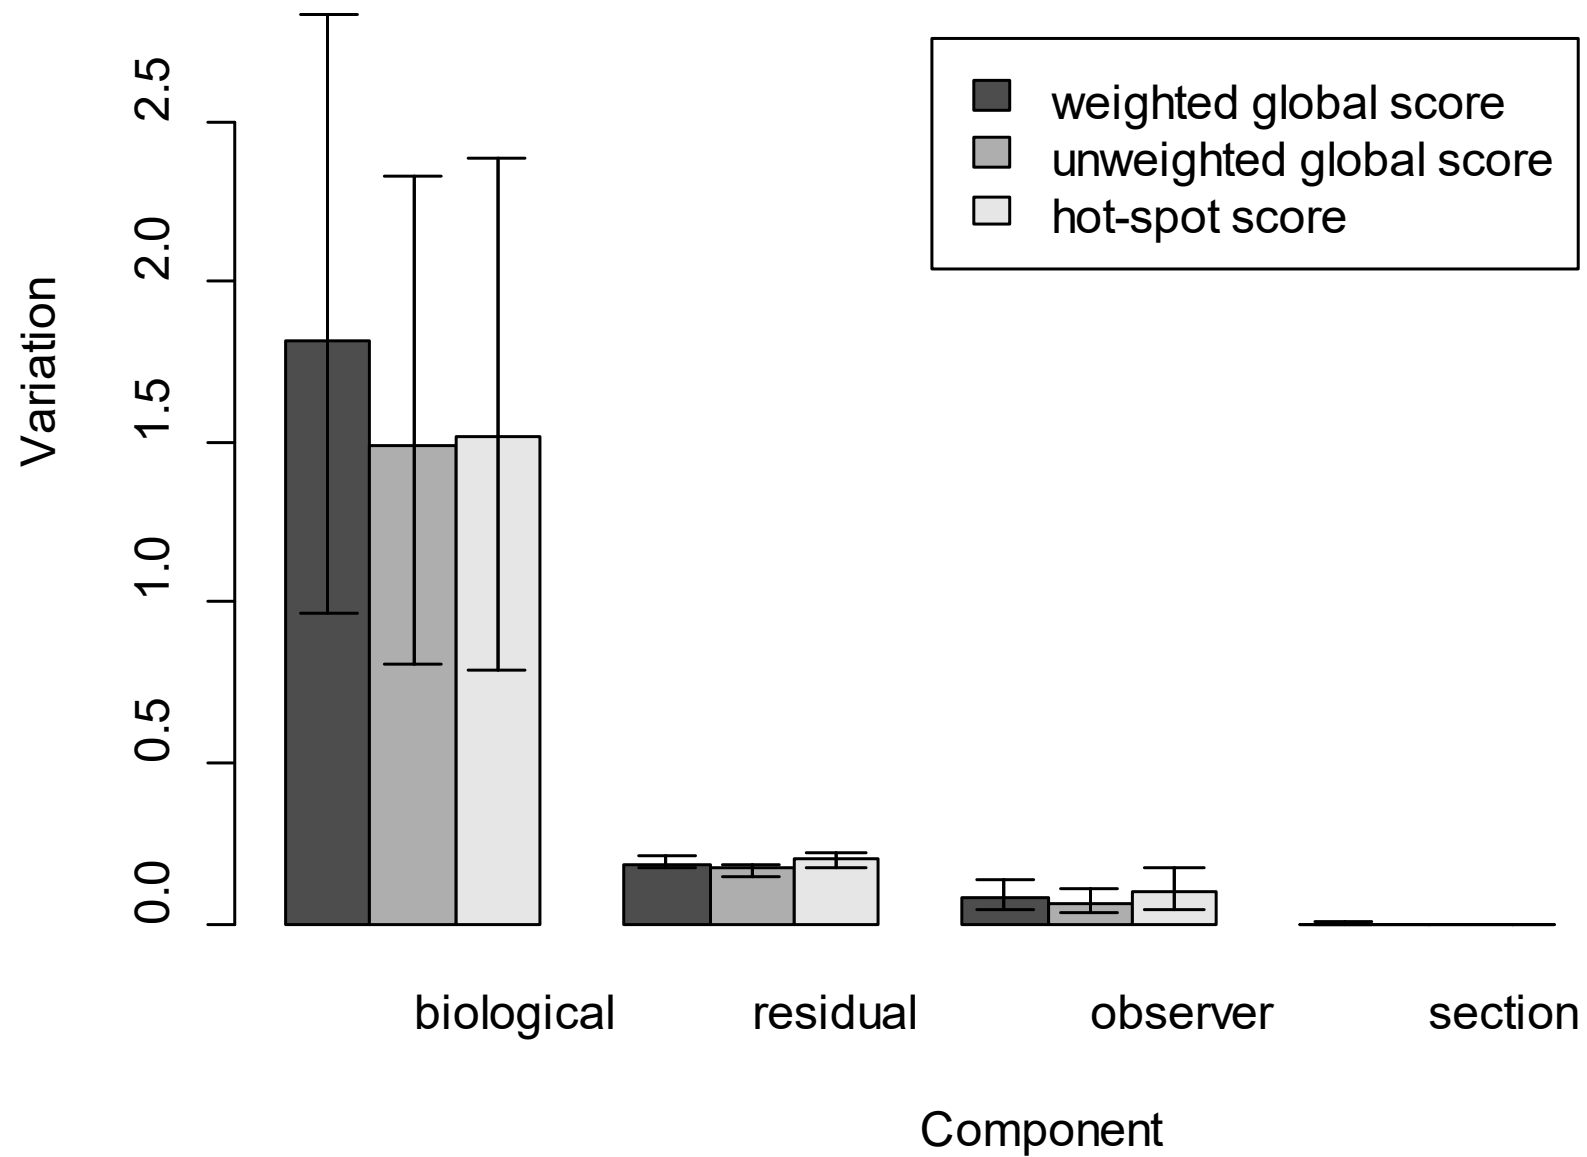 weighted global score
unweighted global score
hot-spot score
Variation
2.5
2.0
1.5
1.0
0.5
0.0
biological residual observer section
Component